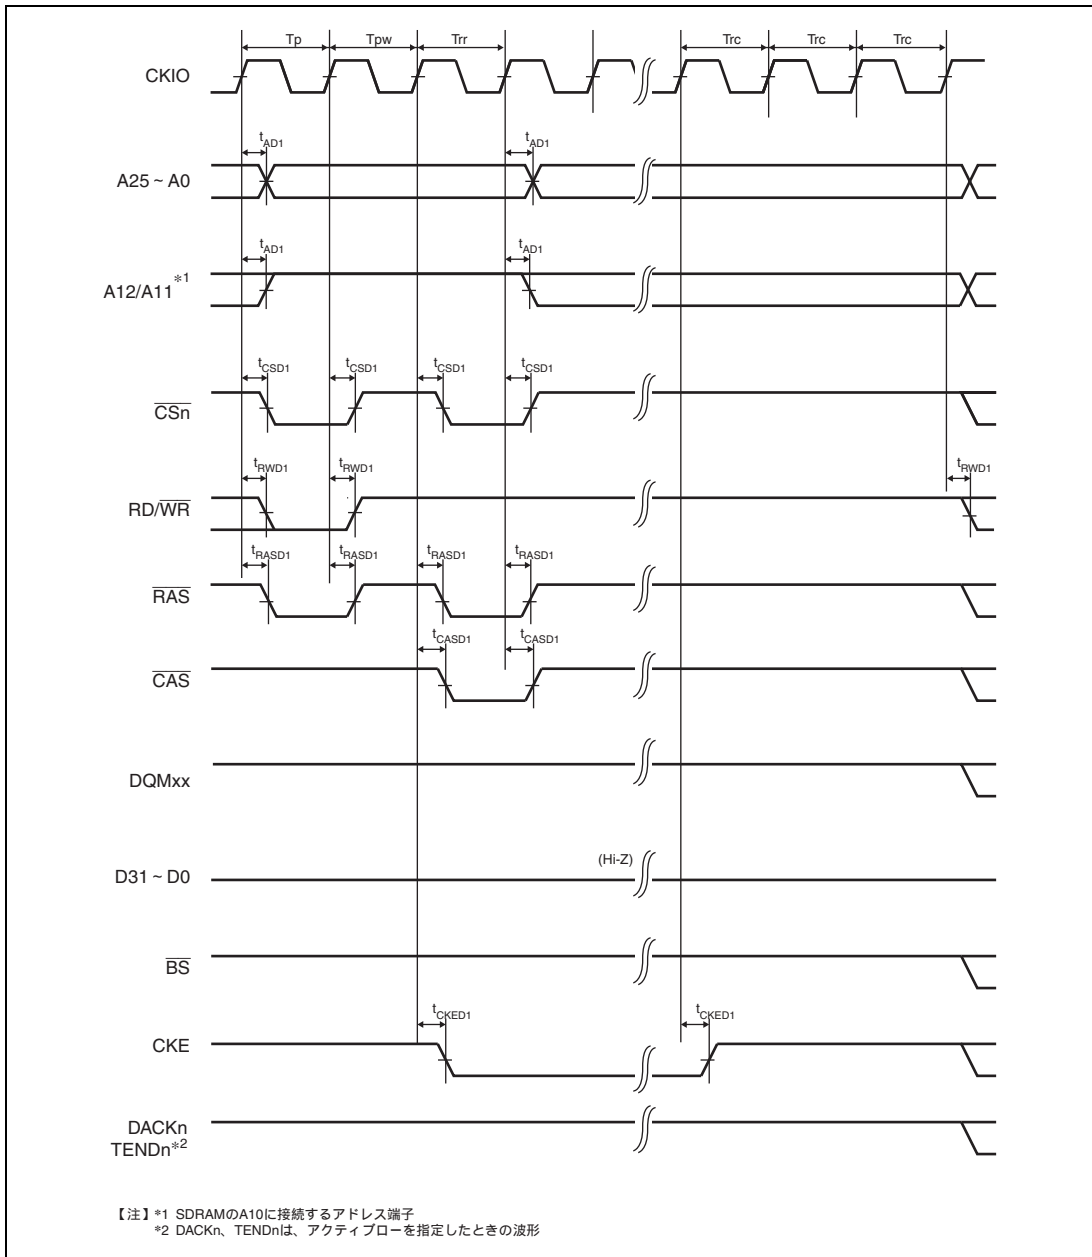 Tp Tpw Trr Trc Trc Trc
CKIO
tAD1 tAD1
A25 ~ A0
tAD1 tAD1
A12/A11*1
tCSD1 tCSD1 tCSD1 tCSD1
CSn
tRWD1 tRWD1 tRWD1
RD/WR
tRASD1 tRASD1 tRASD1 tRASD1
RAS
tCASD1 tCASD1
CAS
DQMxx
(Hi-Z)
D31 ~ D0
BS
tCKED1 tCKED1
CKE
DACKn
TENDn*2
【注】*1 SDRAMのA10に接続するアドレス端子
*2 DACKn、TENDnは、アクティブローを指定したときの波形